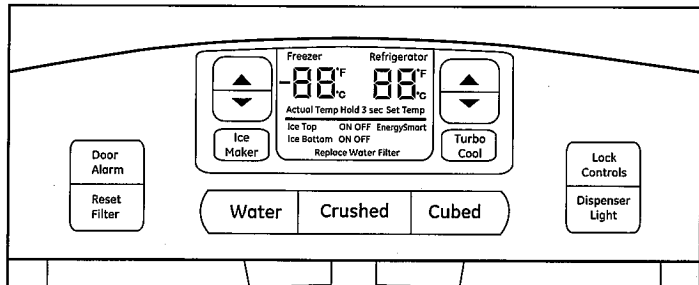 Freezer Refrigerator
-88°F 88°F
°C °C
Actual Temp Hold 3 sec Set Temp
Ice Top ON OFF EnergySmart
Ice Bottom ON OFF
Replace Water Filter
Ice
Maker
Turbo
Cool
Door
Alarm
Reset
Filter
Lock
Controls
Dispenser
Light
Water Crushed Cubed